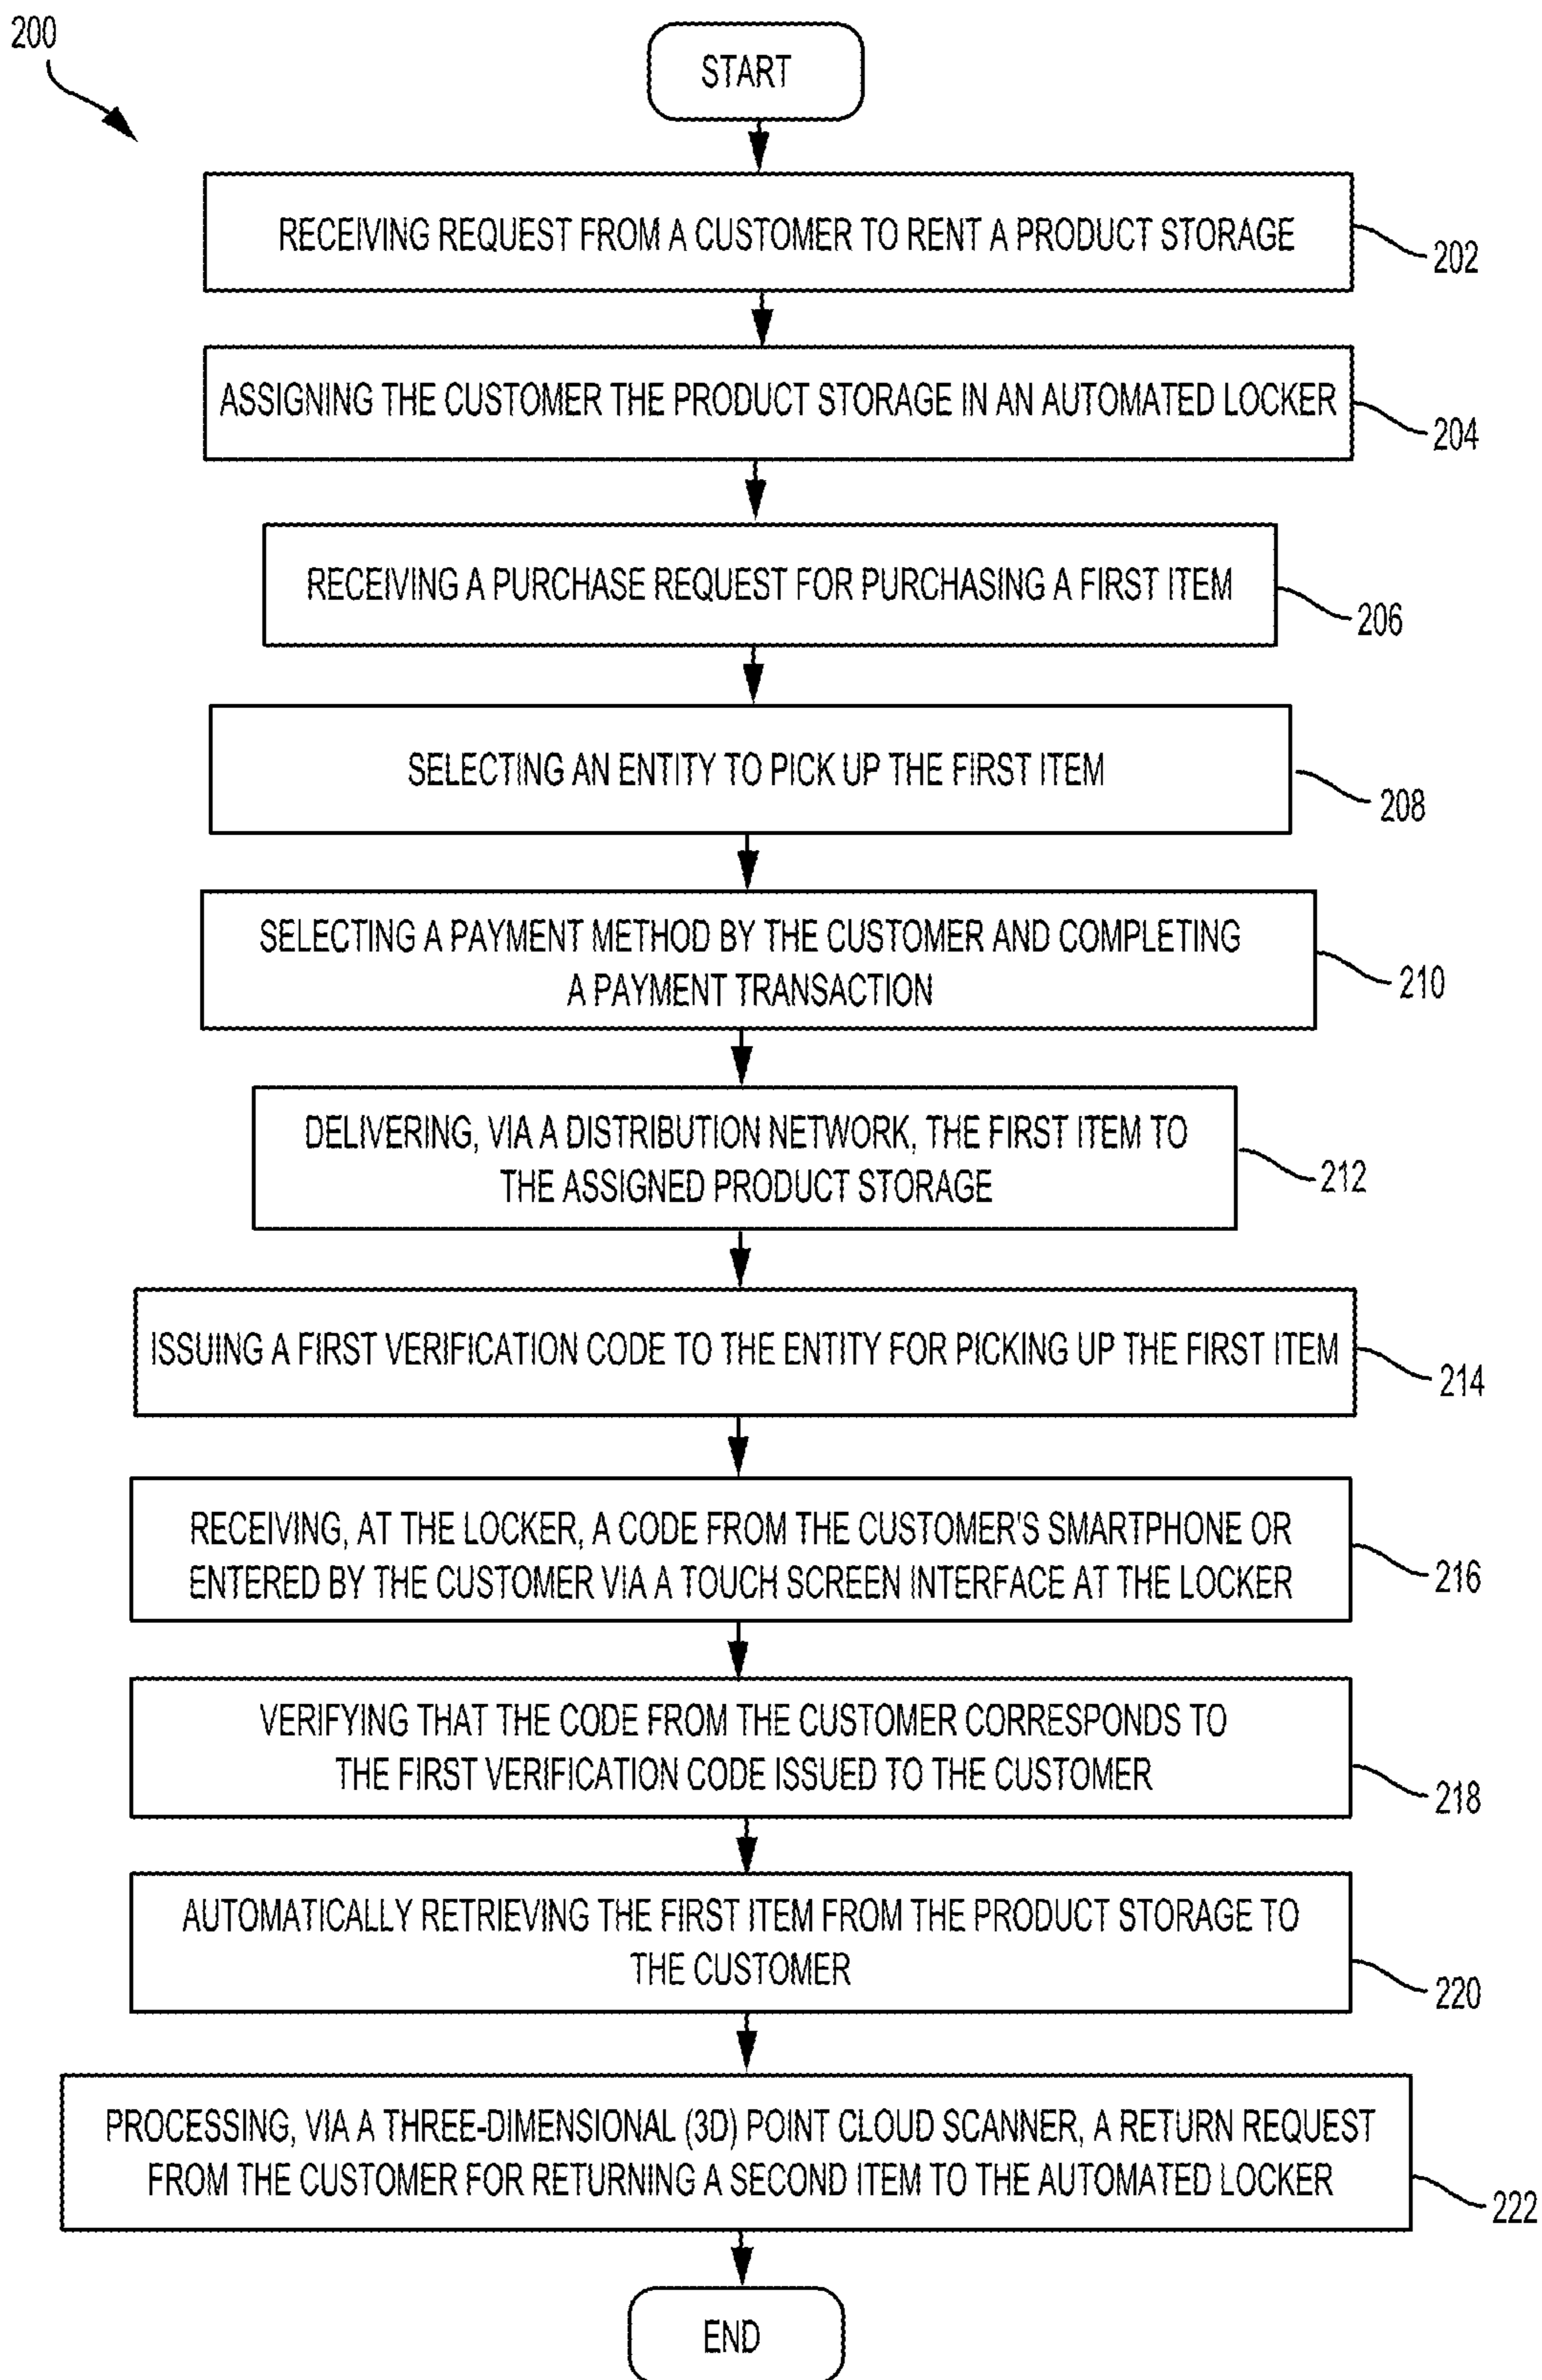 200
START
RECEIVING REQUEST FROM A CUSTOMER TO RENT A PRODUCT STORAGE
202
ASSIGNING THE CUSTOMER THE PRODUCT STORAGE IN AN AUTOMATED LOCKER
204
RECEIVING A PURCHASE REQUEST FOR PURCHASING A FIRST ITEM
206
SELECTING AN ENTITY TO PICK UP THE FIRST ITEM
208
SELECTING A PAYMENT METHOD BY THE CUSTOMER AND COMPLETING
A PAYMENT TRANSACTION
210
DELIVERING, VIA A DISTRIBUTION NETWORK, THE FIRST ITEM TO
THE ASSIGNED PRODUCT STORAGE
212
ISSUING A FIRST VERIFICATION CODE TO THE ENTITY FOR PICKING UP THE FIRST ITEM
214
RECEIVING, AT THE LOCKER, A CODE FROM THE CUSTOMER'S SMARTPHONE OR
ENTERED BY THE CUSTOMER VIA A TOUCH SCREEN INTERFACE AT THE LOCKER
216
VERIFYING THAT THE CODE FROM THE CUSTOMER CORRESPONDS TO
THE FIRST VERIFICATION CODE ISSUED TO THE CUSTOMER
218
AUTOMATICALLY RETRIEVING THE FIRST ITEM FROM THE PRODUCT STORAGE TO
THE CUSTOMER
220
PROCESSING, VIA A THREE-DIMENSIONAL (3D) POINT CLOUD SCANNER, A RETURN REQUEST
FROM THE CUSTOMER FOR RETURNING A SECOND ITEM TO THE AUTOMATED LOCKER
222
END